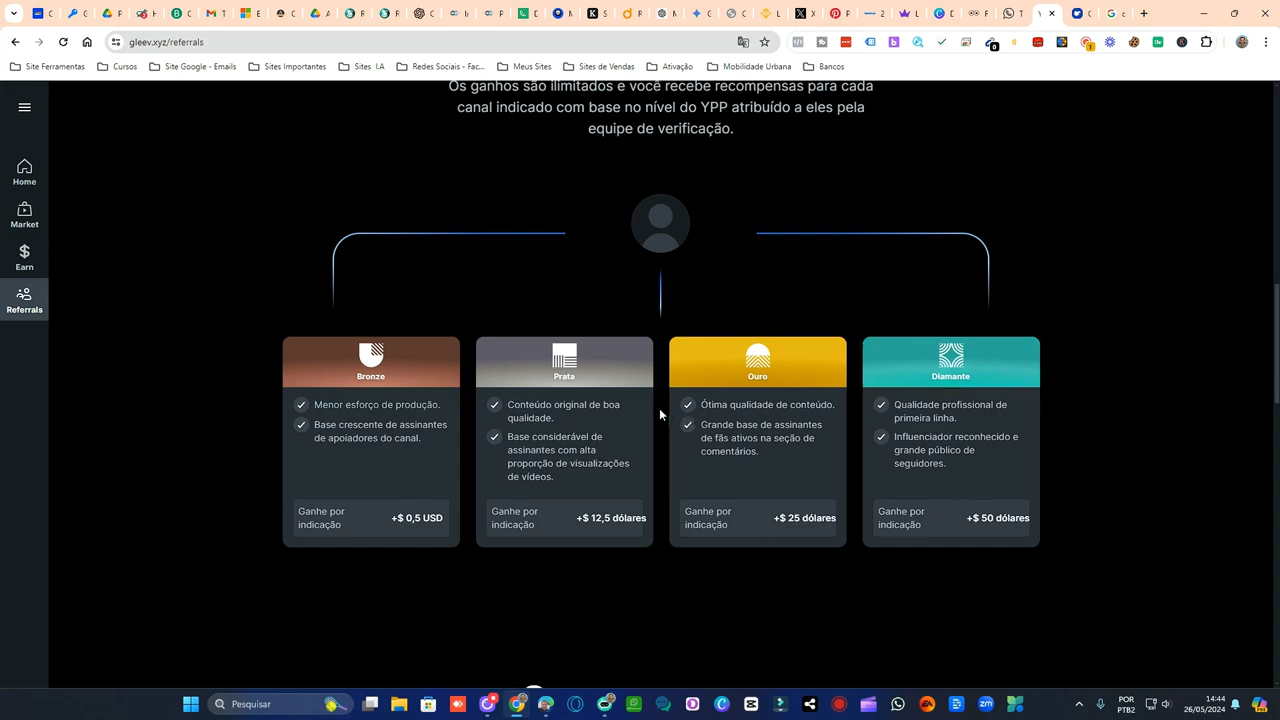 gleev.xyz/referrals
Site Ferramentas
Cursos
Site Google - Emails
Sites Importantes
Sites I.A
Redes Sociais - Fac...
Meus Sites
Sites de Vendas
Ativação
Mobilidade Urbana
Bancos
Home
Market
Earn
Referrals
Os ganhos são ilimitados e você recebe recompensas para cada
canal indicado com base no nível do YPP atribuído a eles pela
equipe de verificação.
Bronze
Menor esforço de produção.
Base crescente de assinantes
de apoiadores do canal.
Ganhe por
indicação
+$ 0,5 USD
Prata
Conteúdo original de boa
qualidade.
Base considerável de
assinantes com alta
proporção de visualizações
de vídeos.
Ganhe por
indicação
+$ 12,5 dólares
Ouro
Ótima qualidade de conteúdo.
Grande base de assinantes
de fãs ativos na seção de
comentários.
Ganhe por
indicação
+$ 25 dólares
Diamante
Qualidade profissional de
primeira linha.
Influenciador reconhecido e
grande público de
seguidores.
Ganhe por
indicação
+$ 50 dólares
Pesquisar
POR
PTB2
14:44
26/05/2024